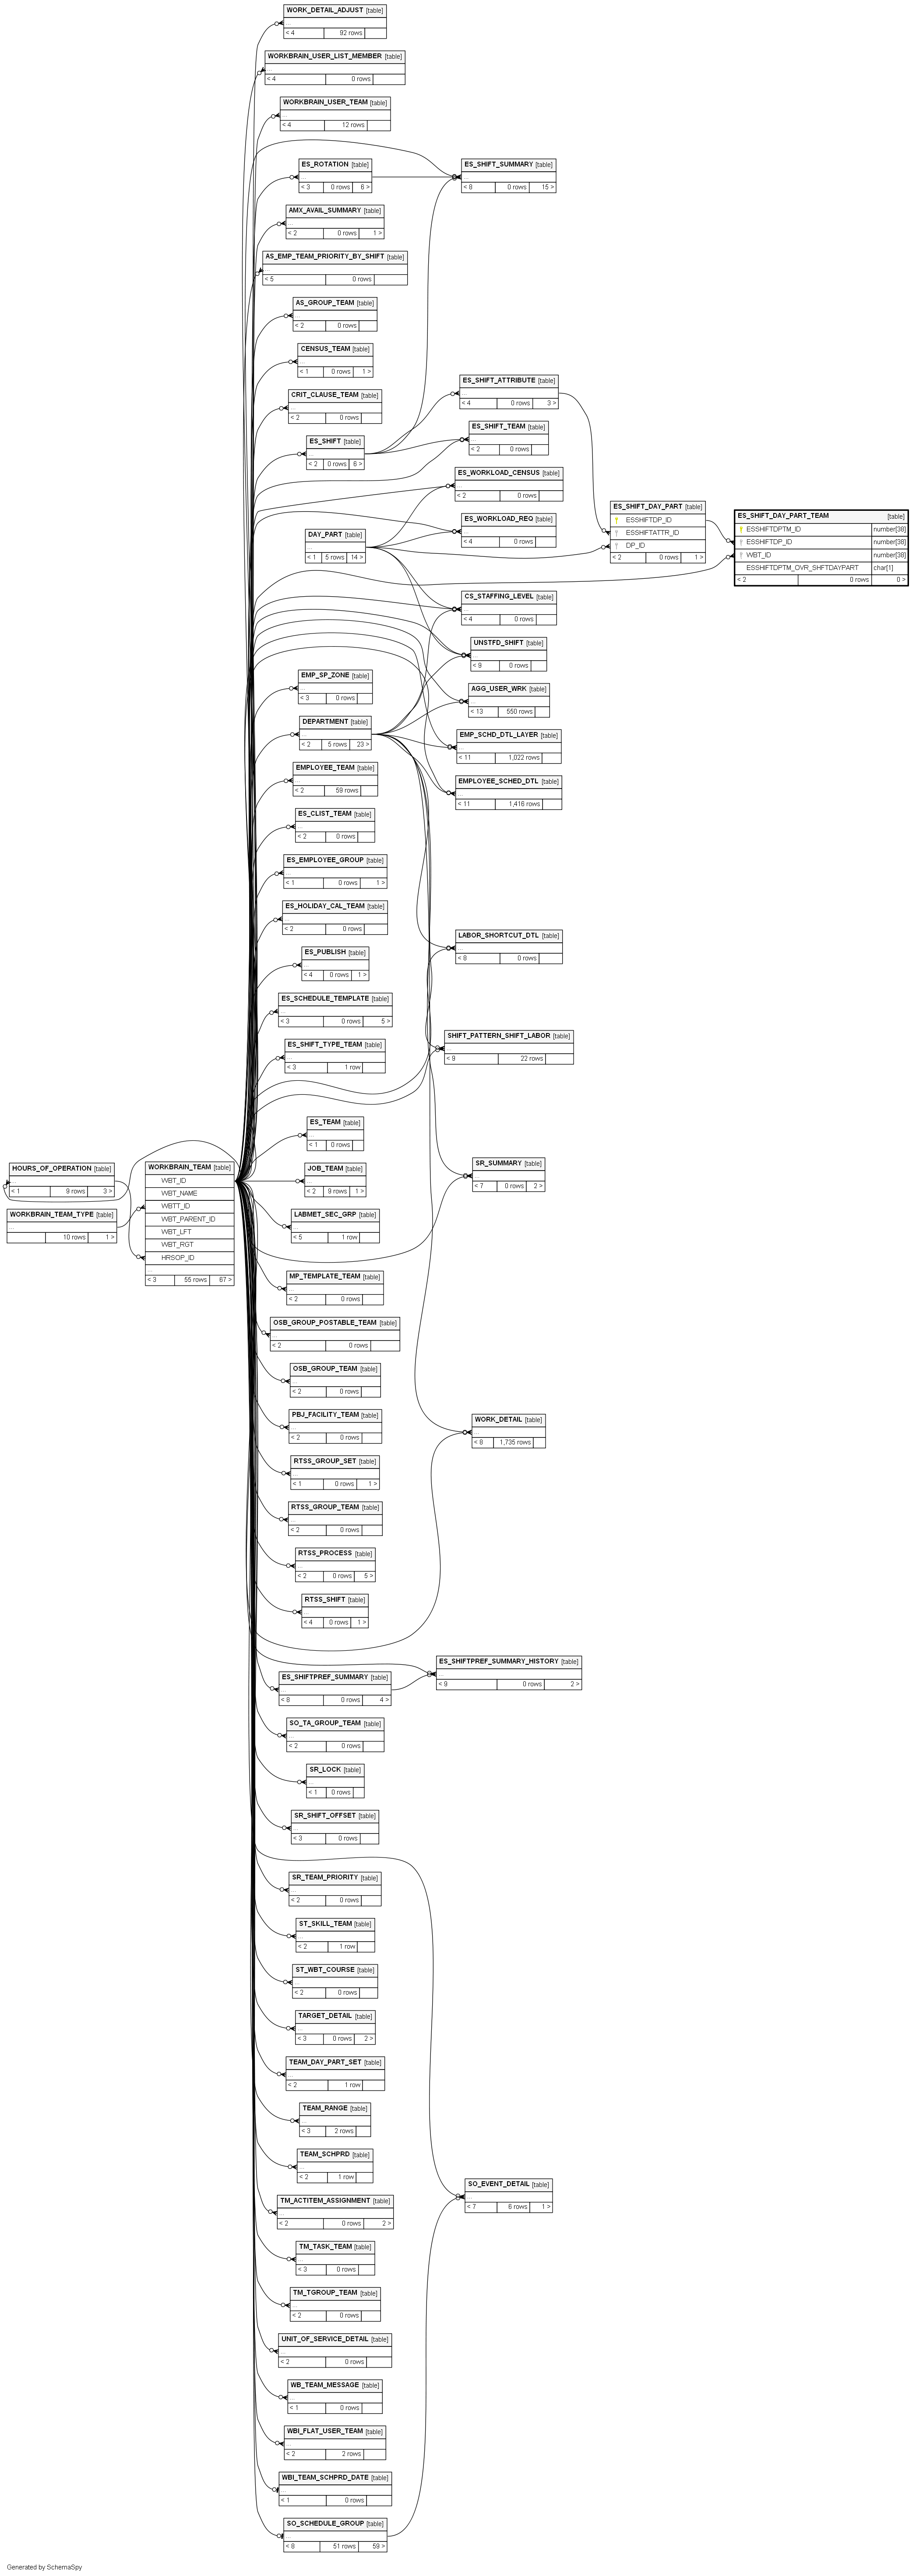 WORK_DETAIL_ADJUST [table]
...
< 4 92 rows
WORKBRAIN_USER_LIST_MEMBER [table]
...
< 4 0 rows
WORKBRAIN_USER_TEAM [table]
...
< 4 12 rows
ES_ROTATION [table]
...
< 3 0 rows 6 >
ES_SHIFT_SUMMARY [table]
...
< 8 0 rows 15 >
AMX_AVAIL_SUMMARY [table]
...
< 2 0 rows 1 >
AS_EMP_TEAM_PRIORITY_BY_SHIFT [table]
...
< 5 0 rows
AS_GROUP_TEAM [table]
...
< 2 0 rows
CENSUS_TEAM [table]
...
< 1 0 rows 1 >
CRIT_CLAUSE_TEAM [table]
...
< 2 0 rows
ES_SHIFT_ATTRIBUTE [table]
...
< 4 0 rows 3 >
ES_SHIFT [table]
...
< 2 0 rows 6 >
ES_SHIFT_TEAM [table]
...
< 2 0 rows
ES_WORKLOAD_CENSUS [table]
...
< 2 0 rows
ES_WORKLOAD_REQ [table]
...
< 4 0 rows
DAY_PART [table]
...
< 1 5 rows 14 >
ES_SHIFT_DAY_PART [table]
ESSHIFTDP_ID
ESSHIFTATTR_ID
DP_ID
< 2 0 rows 1 >
ES_SHIFT_DAY_PART_TEAM [table]
ESSHIFTDPTM_ID number[38]
ESSHIFTDP_ID number[38]
WBT_ID number[38]
ESSHIFTDPTM_OVR_SHFTDAYPART char[1]
< 2 0 rows 0 >
CS_STAFFING_LEVEL [table]
...
< 4 0 rows
UNSTFD_SHIFT [table]
...
< 9 0 rows
EMP_SP_ZONE [table]
...
< 3 0 rows
AGG_USER_WRK [table]
...
< 13 550 rows
DEPARTMENT [table]
...
< 2 5 rows 23 >
EMP_SCHD_DTL_LAYER [table]
...
< 11 1,022 rows
EMPLOYEE_TEAM [table]
...
< 2 59 rows
EMPLOYEE_SCHED_DTL [table]
...
< 11 1,416 rows
ES_CLIST_TEAM [table]
...
< 2 0 rows
ES_EMPLOYEE_GROUP [table]
...
< 1 0 rows 1 >
ES_HOLIDAY_CAL_TEAM [table]
...
< 2 0 rows
LABOR_SHORTCUT_DTL [table]
...
< 8 0 rows
ES_PUBLISH [table]
...
< 4 0 rows 1 >
ES_SCHEDULE_TEMPLATE [table]
...
< 3 0 rows 5 >
SHIFT_PATTERN_SHIFT_LABOR [table]
...
< 9 22 rows
ES_SHIFT_TYPE_TEAM [table]
...
< 3 1 row
ES_TEAM [table]
...
< 1 0 rows
HOURS_OF_OPERATION [table]
...
< 1 9 rows 3 >
WORKBRAIN_TEAM_TYPE [table]
...
10 rows 1 >
WORKBRAIN_TEAM [table]
WBT_ID
WBT_NAME
WBTT_ID
WBT_PARENT_ID
WBT_LFT
WBT_RGT
HRSOP_ID
...
< 3 55 rows 67 >
JOB_TEAM [table]
...
< 2 9 rows 1 >
SR_SUMMARY [table]
...
< 7 0 rows 2 >
LABMET_SEC_GRP [table]
...
< 5 1 row
MP_TEMPLATE_TEAM [table]
...
< 2 0 rows
OSB_GROUP_POSTABLE_TEAM [table]
...
< 2 0 rows
OSB_GROUP_TEAM [table]
...
< 2 0 rows
PBJ_FACILITY_TEAM [table]
...
< 2 0 rows
WORK_DETAIL [table]
...
< 8 1,735 rows
RTSS_GROUP_SET [table]
...
< 1 0 rows 1 >
RTSS_GROUP_TEAM [table]
...
< 2 0 rows
RTSS_PROCESS [table]
...
< 2 0 rows 5 >
RTSS_SHIFT [table]
...
< 4 0 rows 1 >
ES_SHIFTPREF_SUMMARY_HISTORY [table]
...
< 9 0 rows 2 >
ES_SHIFTPREF_SUMMARY [table]
...
< 8 0 rows 4 >
SO_TA_GROUP_TEAM [table]
...
< 2 0 rows
SR_LOCK [table]
...
< 1 0 rows
SR_SHIFT_OFFSET [table]
...
< 3 0 rows
SR_TEAM_PRIORITY [table]
...
< 2 0 rows
ST_SKILL_TEAM [table]
...
< 2 1 row
ST_WBT_COURSE [table]
...
< 2 0 rows
TARGET_DETAIL [table]
...
< 3 0 rows 2 >
TEAM_DAY_PART_SET [table]
...
< 2 1 row
TEAM_RANGE [table]
...
< 3 2 rows
TEAM_SCHPRD [table]
...
< 2 1 row
SO_EVENT_DETAIL [table]
...
< 7 6 rows 1 >
TM_ACTITEM_ASSIGNMENT [table]
...
< 2 0 rows 2 >
TM_TASK_TEAM [table]
...
< 3 0 rows
TM_TGROUP_TEAM [table]
...
< 2 0 rows
UNIT_OF_SERVICE_DETAIL [table]
...
< 2 0 rows
WB_TEAM_MESSAGE [table]
...
< 1 0 rows
WBI_FLAT_USER_TEAM [table]
...
< 2 2 rows
WBI_TEAM_SCHPRD_DATE [table]
...
< 1 0 rows
SO_SCHEDULE_GROUP [table]
...
< 8 51 rows 59 >
Generated by SchemaSpy